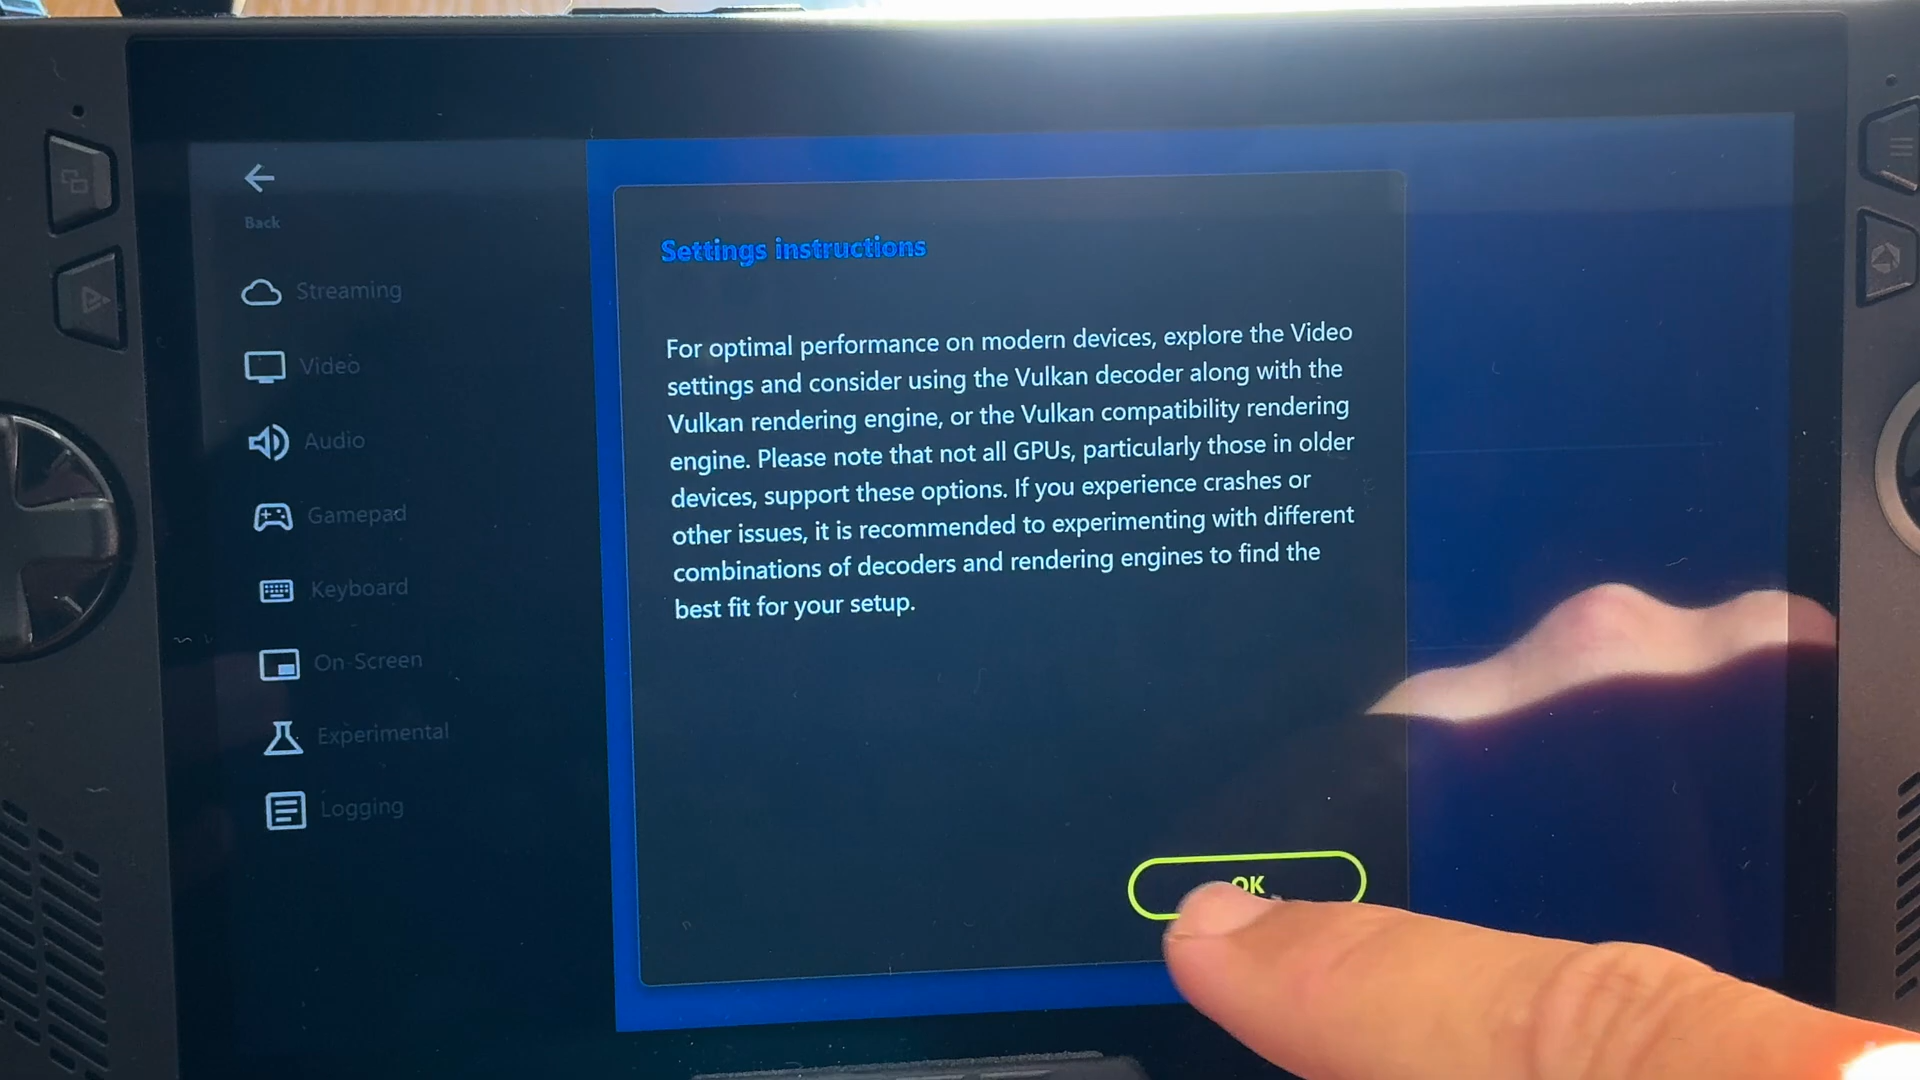 Back
Streaming
Video
Audio
Gamepad
Keyboard
On-Screen
Experimental
Logging
Settings instructions
For optimal performance on modern devices, explore the Video
settings and consider using the Vulkan decoder along with the
Vulkan rendering engine, or the Vulkan compatibility rendering
engine. Please note that not all GPUs, particularly those in older
devices, support these options. If you experience crashes or
other issues, it is recommended to experimenting with different
combinations of decoders and rendering engines to find the
best fit for your setup.
OK